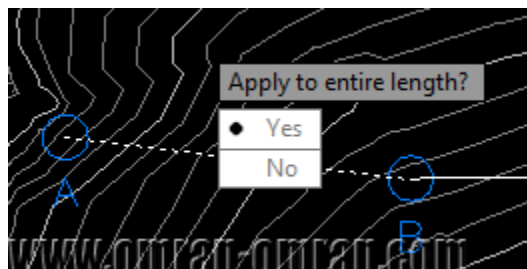 Apply to entire length?
Yes
No
A
B
www.omran-omran.com